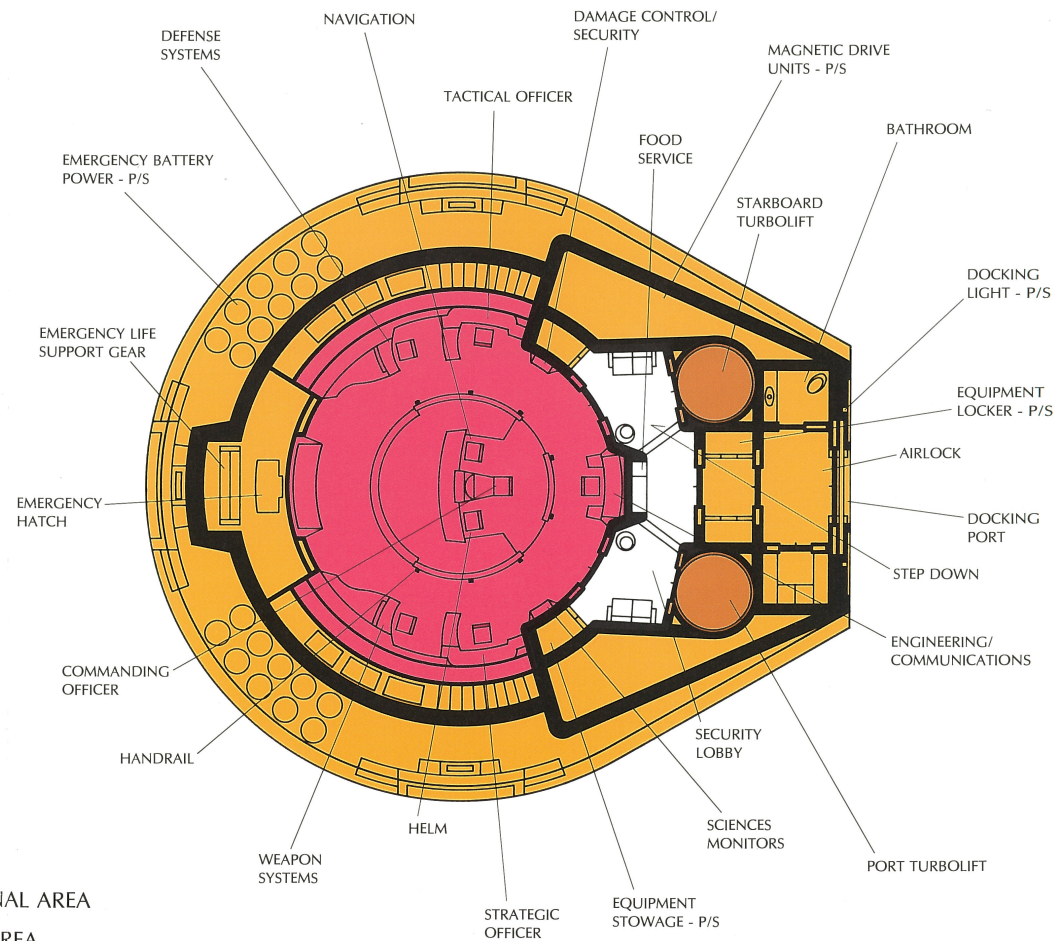 NAVIGATION
DAMAGE CONTROL/
SECURITY
DEFENSE
SYSTEMS
MAGNETIC DRIVE
UNITS - P/S
TACTICAL OFFICER
BATHROOM
FOOD
SERVICE
EMERGENCY BATTERY
POWER - P/S
STARBOARD
TURBOLIFT
DOCKING
LIGHT - P/S
EMERGENCY LIFE
SUPPORT GEAR
EQUIPMENT
LOCKER - P/S
AIRLOCK
EMERGENCY
HATCH
DOCKING
PORT
STEP DOWN
ENGINEERING/
COMMUNICATIONS
COMMANDING
OFFICER
SECURITY
LOBBY
HANDRAIL
HELM
SCIENCES
MONITORS
WEAPON
SYSTEMS
PORT TURBOLIFT
EQUIPMENT
STOWAGE - P/S
STRATEGIC
OFFICER
AREA